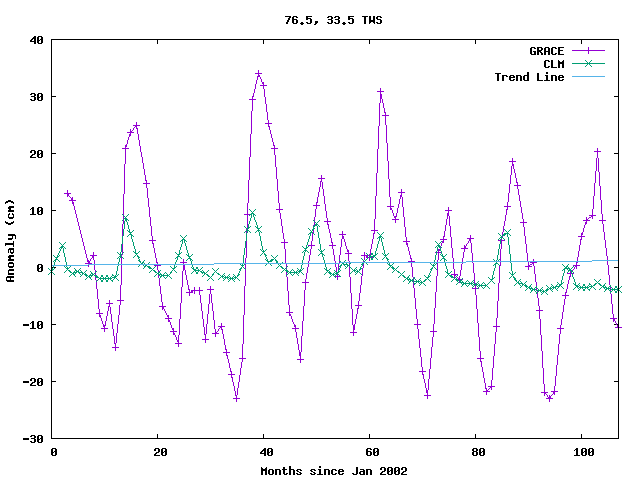 76.5, 33.5 TWS
GRACE
CLM
Trend Line
40
30
20
10
0
-10
-20
-30
Anomaly (cm)
0 20 40 60 80 100
Months since Jan 2002